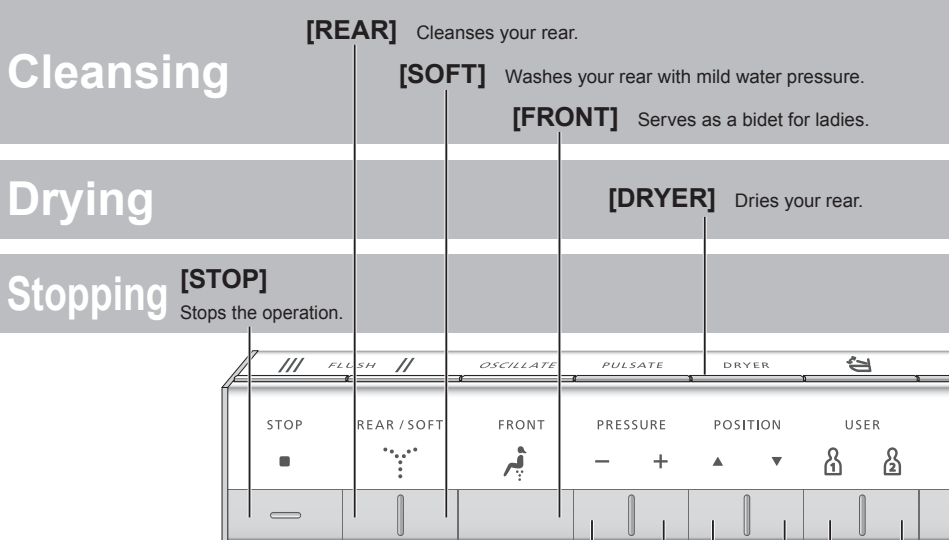 Cleansing
[REAR] Cleanses your rear.
[SOFT] Washes your rear with mild water pressure.
[FRONT] Serves as a bidet for ladies.
Drying
[DRYER] Dries your rear.
Stopping
[STOP]
Stops the operation.
FLUSH OSCILLATE PULSATE DRYER
STOP REAR / SOFT FRONT PRESSURE POSITION USER
− + ▲ ▼ 1 2